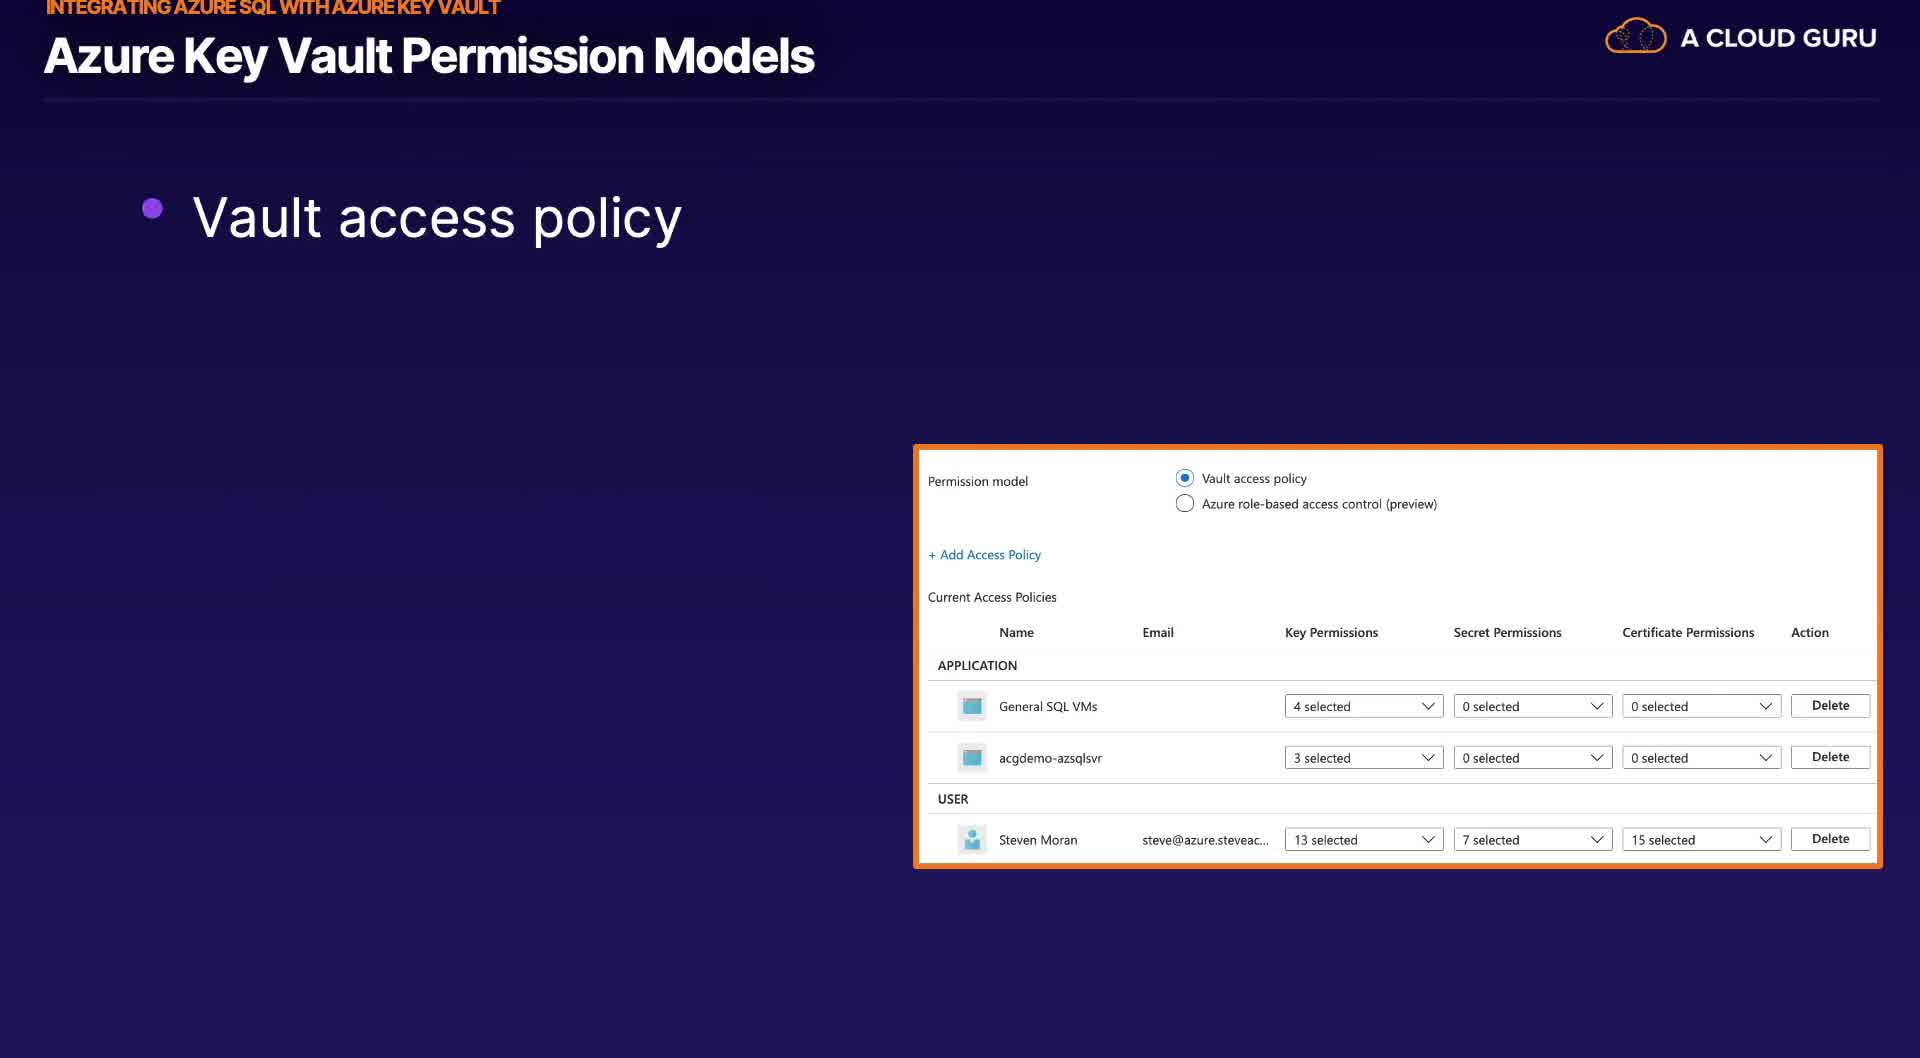 INTEGRATING AZURE SQL WITH AZURE KEY VAULT
Azure Key Vault Permission Models
A CLOUD GURU
Vault access policy
Permission model
Vault access policy
Azure role-based access control (preview)
+ Add Access Policy
Current Access Policies
Name Email Key Permissions Secret Permissions Certificate Permissions Action
APPLICATION
General SQL VMs 4 selected 0 selected 0 selected Delete
acgdemo-azsqlsvr 3 selected 0 selected 0 selected Delete
USER
Steven Moran steve@azure.steveac... 13 selected 7 selected 15 selected Delete